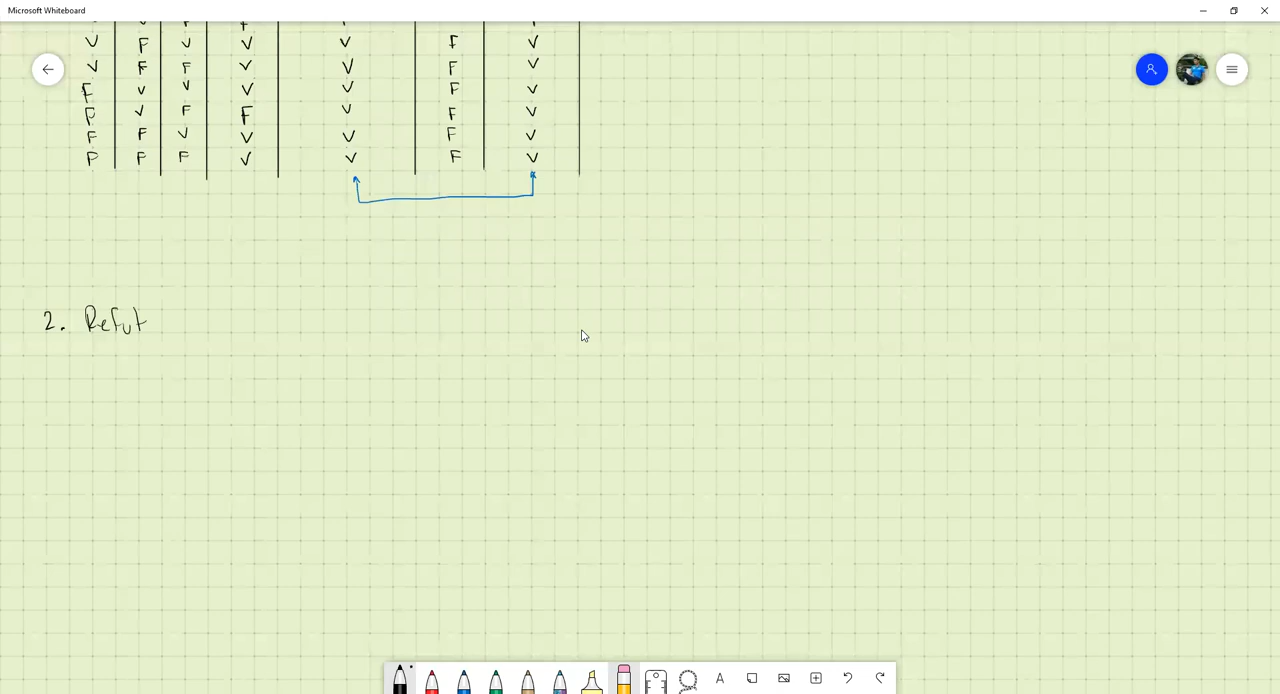 Microsoft Whiteboard
V F V V V F V
V F F V V F V
F V V V V F V
F V F F V F V
F F V V V F V
F F F V V F V
2. Refut
A